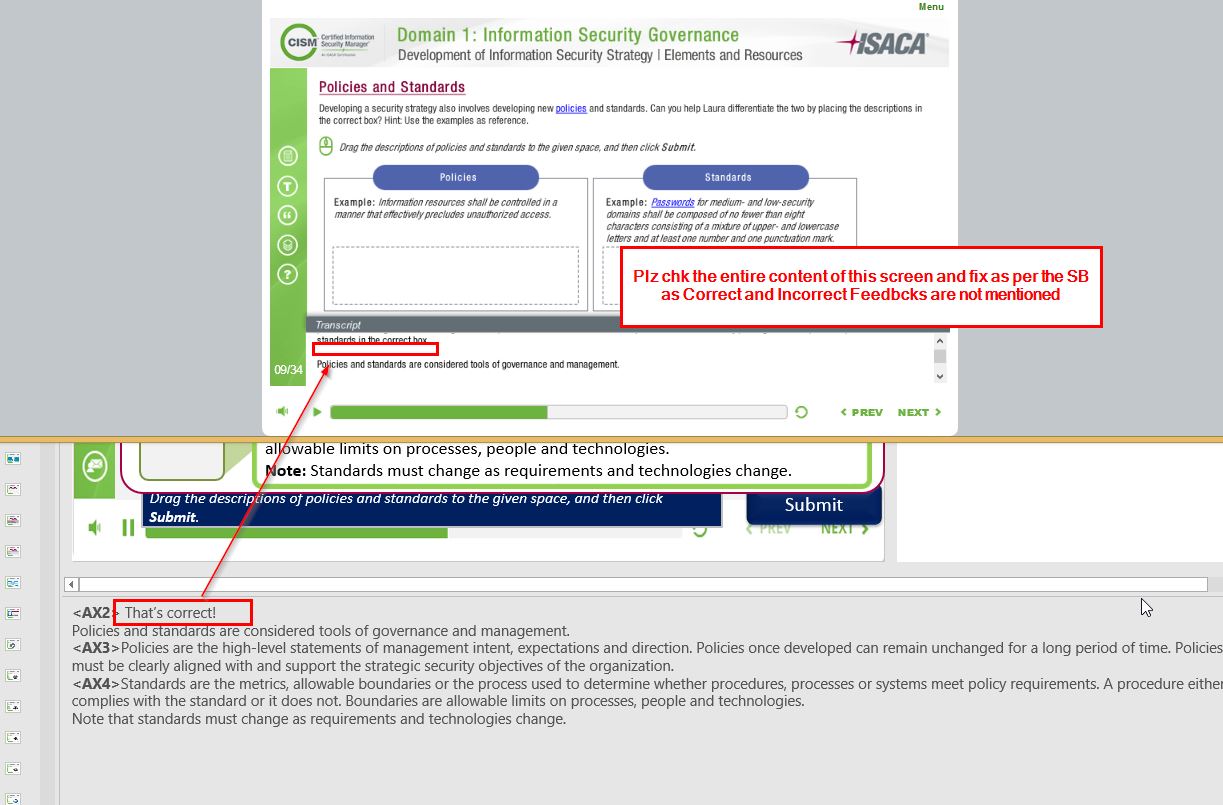 Menu
CISM Certified Information
Security Manager®
An ISACA® Certification
Domain 1: Information Security Governance
Development of Information Security Strategy | Elements and Resources
ISACA®
Policies and Standards
Developing a security strategy also involves developing new policies and standards. Can you help Laura differentiate the two by placing the descriptions in
the correct box? Hint: Use the examples as reference.
Drag the descriptions of policies and standards to the given space, and then click Submit.
Policies
Example: Information resources shall be controlled in a
manner that effectively precludes unauthorized access.
Standards
Example: Passwords for medium- and low-security
domains shall be composed of no fewer than eight
characters consisting of a mixture of upper- and lowercase
letters and at least one number and one punctuation mark.
Plz chk the entire content of this screen and fix as per the SB
as Correct and Incorrect Feedbcks are not mentioned
Transcript
standards in the correct box.
Policies and standards are considered tools of governance and management.
T
?
09/34
PREV
NEXT
allowable limits on processes, people and technologies.
Note: Standards must change as requirements and technologies change.
Drag the descriptions of policies and standards to the given space, and then click
Submit.
Submit
PREV
NEXT
<AX2> That's correct!
Policies and standards are considered tools of governance and management.
<AX3>Policies are the high-level statements of management intent, expectations and direction. Policies once developed can remain unchanged for a long period of time. Policies
must be clearly aligned with and support the strategic security objectives of the organization.
<AX4>Standards are the metrics, allowable boundaries or the process used to determine whether procedures, processes or systems meet policy requirements. A procedure either
complies with the standard or it does not. Boundaries are allowable limits on processes, people and technologies.
Note that standards must change as requirements and technologies change.